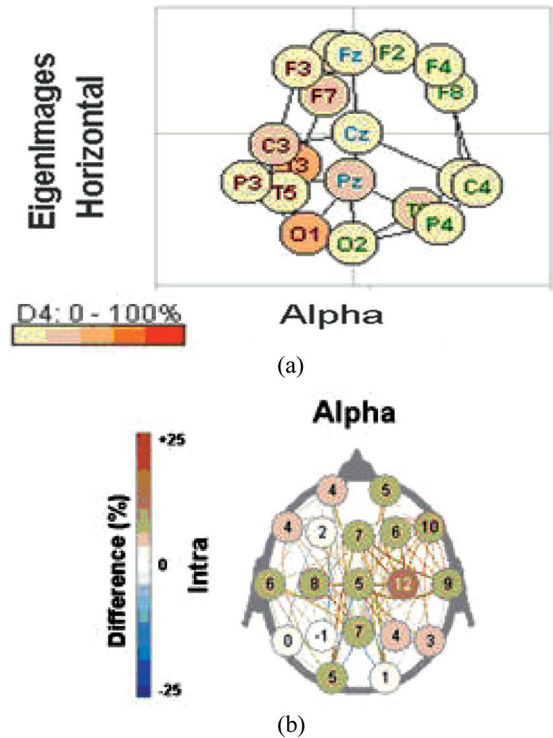 EigenImages
Horizontal
Fz
F2
F3
F4
F7
F8
Cz
C3
P3
T5
Pz
C4
P4
O1
O2
D4: 0 - 100%
Alpha
(a)
Alpha
+25
0
-25
Difference (%)
Intra
4 5
4 2 7 6 10
6 8 5 12 9
0 -1 7 4 3
5 1
(b)